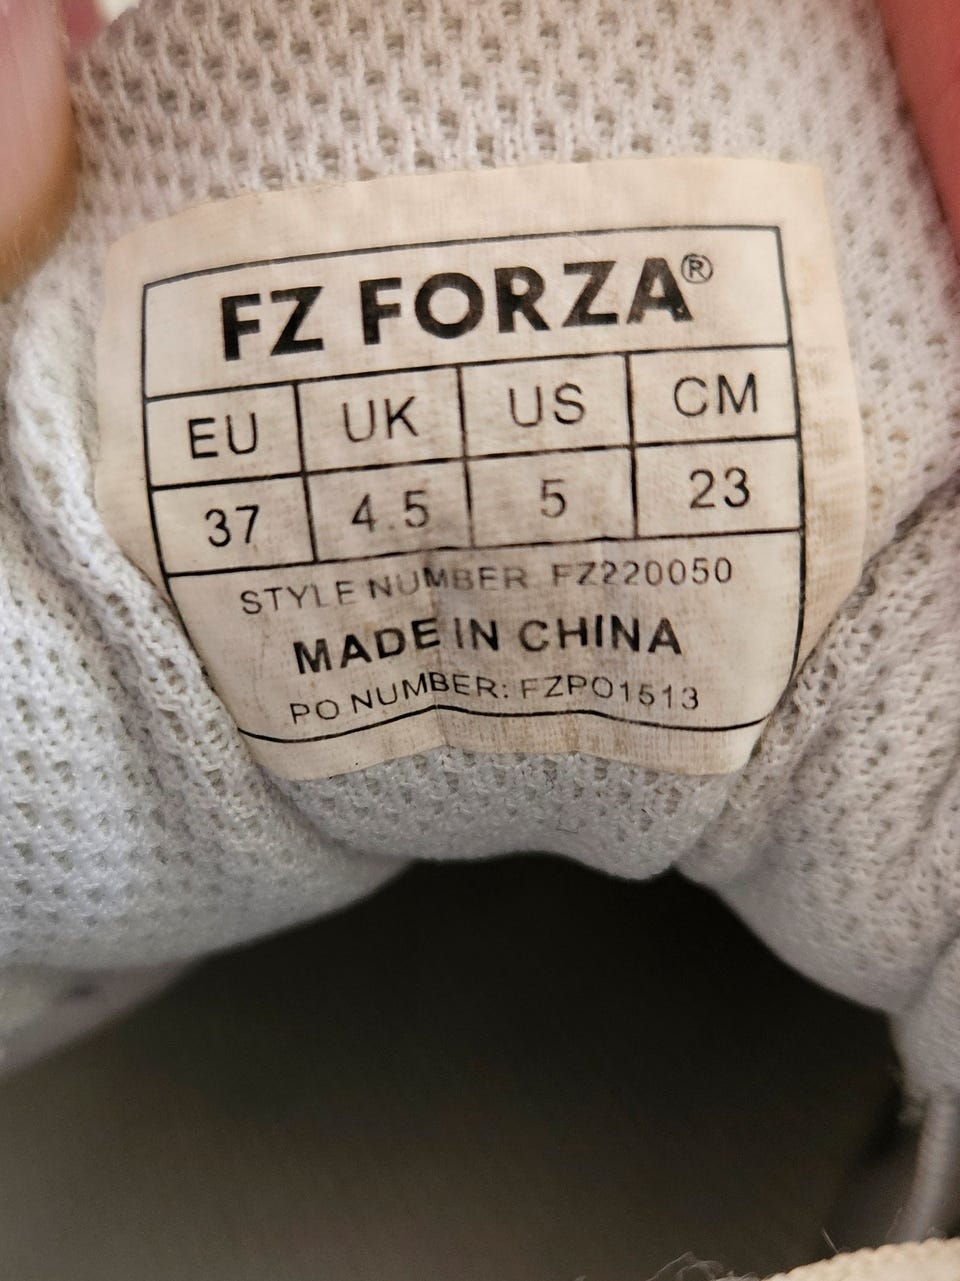 FZ FORZA®
EU UK US CM
37 4.5 5 23
STYLE NUMBER FZ220050
MADE IN CHINA
PO NUMBER: FZPO1513